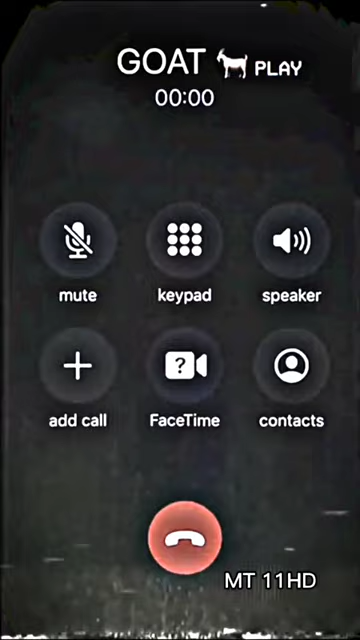 GOAT 🐐 PLAY
00:00
mute keypad speaker
?
add call FaceTime contacts
MT 11HD